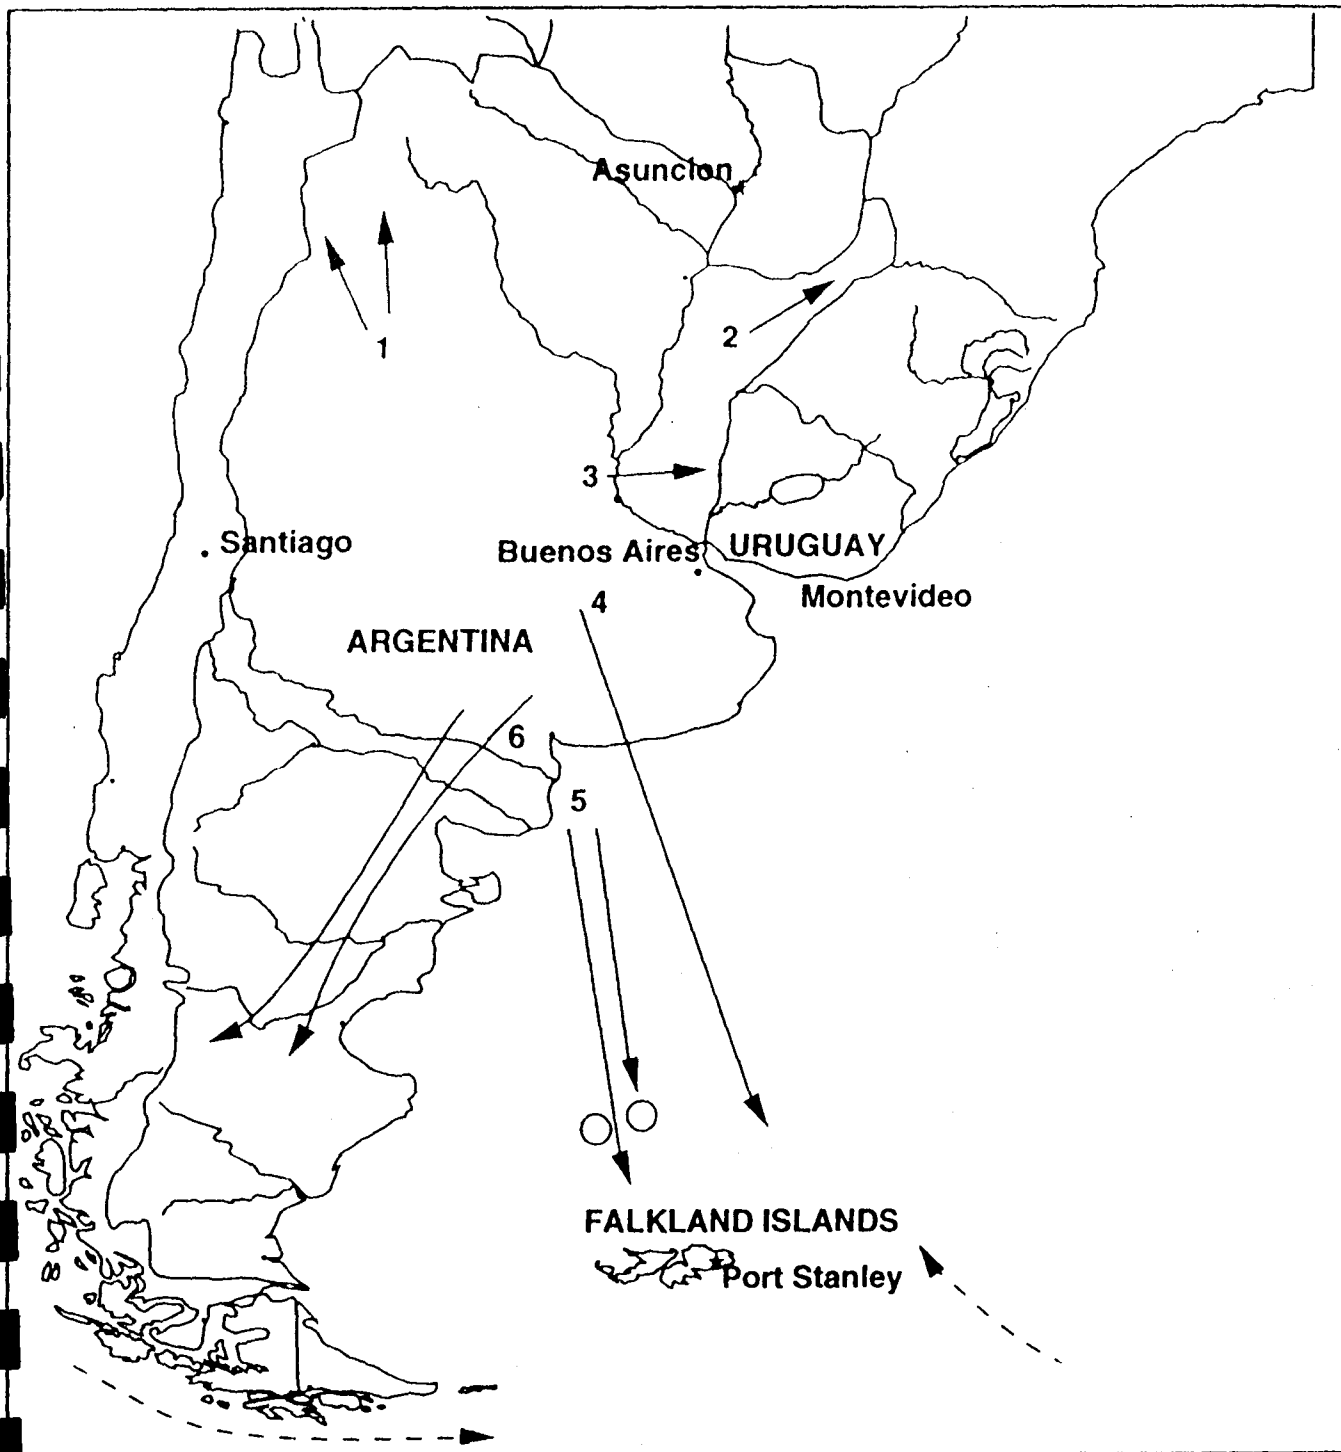 Asuncion
1
2
3
Santiago
Buenos Aires
URUGUAY
Montevideo
4
ARGENTINA
6
5
FALKLAND ISLANDS
Port Stanley